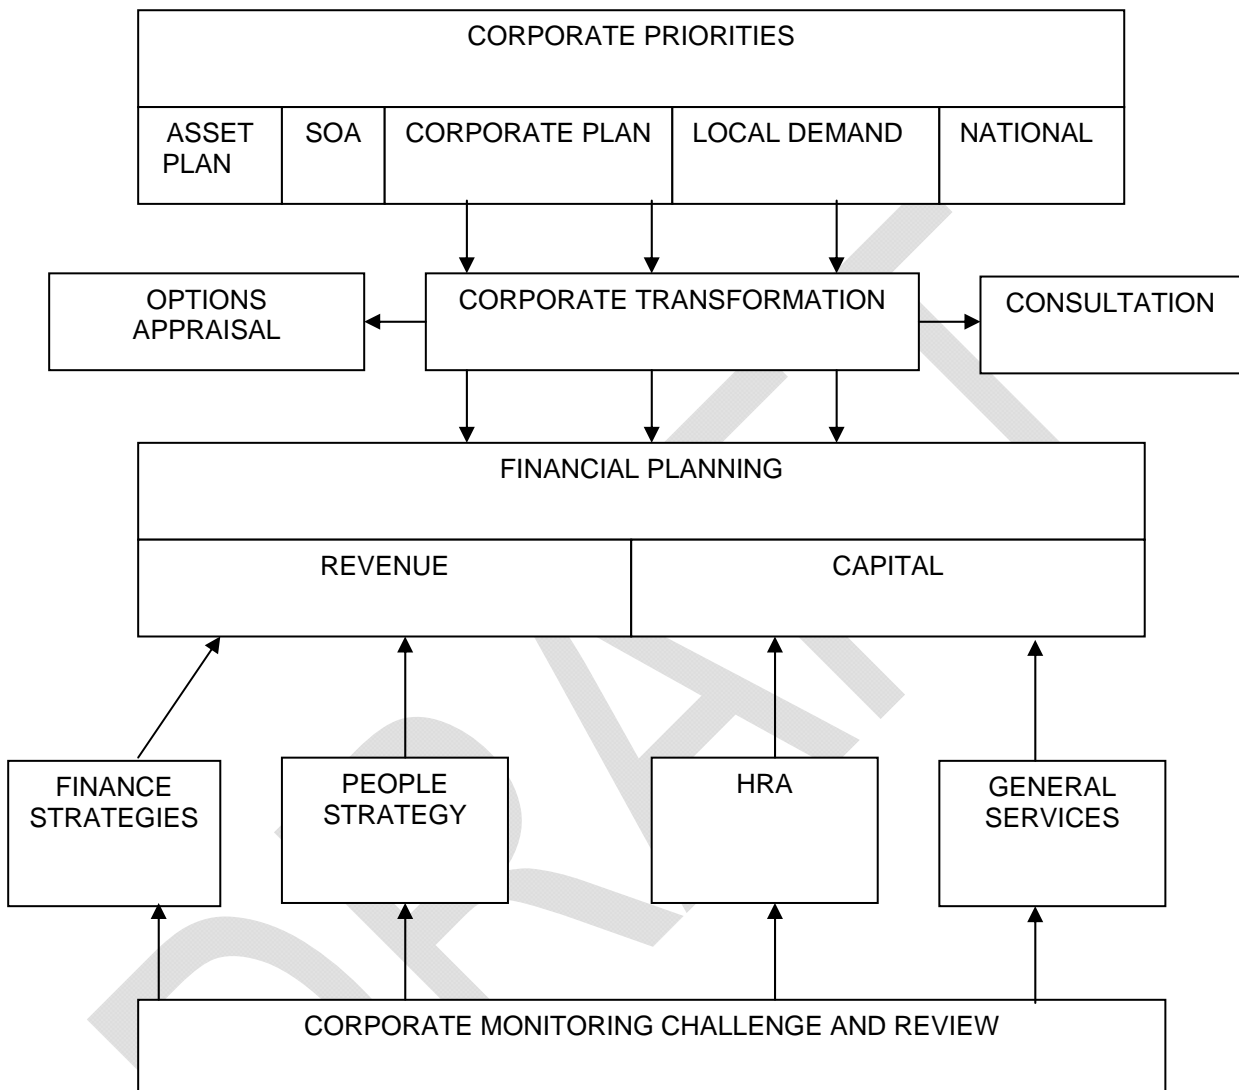 CORPORATE PRIORITIES
ASSET
PLAN
SOA
CORPORATE PLAN
LOCAL DEMAND
NATIONAL
OPTIONS
APPRAISAL
CORPORATE TRANSFORMATION
CONSULTATION
FINANCIAL PLANNING
REVENUE
CAPITAL
FINANCE
STRATEGIES
PEOPLE
STRATEGY
HRA
GENERAL
SERVICES
CORPORATE MONITORING CHALLENGE AND REVIEW
DRAFT